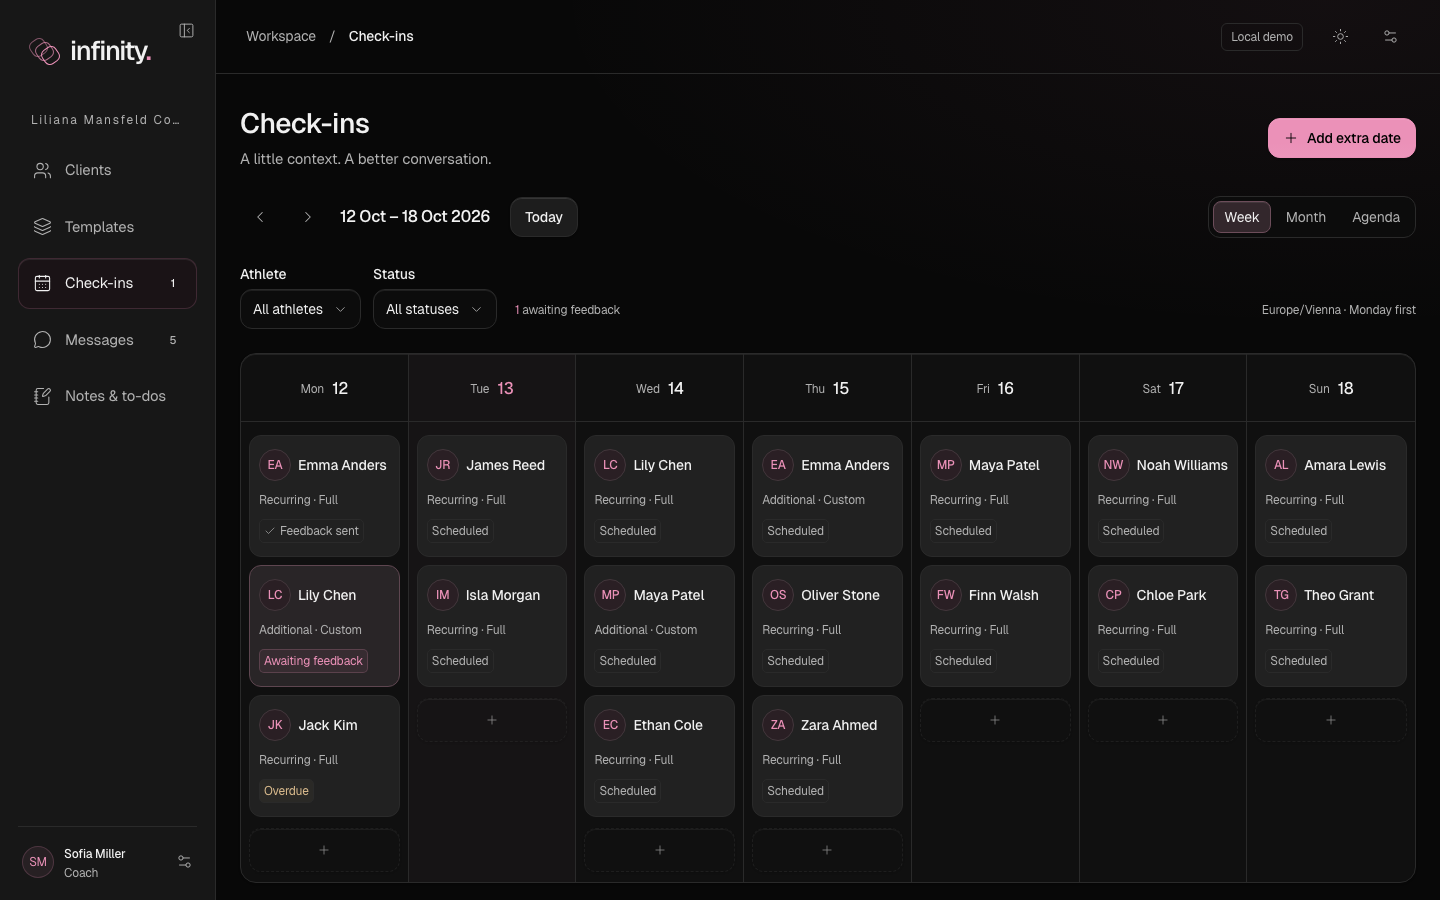 infinity.
Liliana Mansfeld Co…
Clients
Templates
Check-ins 1
Messages 5
Notes & to-dos
SM
Sofia Miller
Coach
Workspace / Check-ins
Local demo
Check-ins
A little context. A better conversation.
+ Add extra date
12 Oct – 18 Oct 2026
Today
Week Month Agenda
Athlete
All athletes
Status
All statuses
1 awaiting feedback
Europe/Vienna · Monday first
Mon 12
EA Emma Anders
Recurring · Full
Feedback sent
LC Lily Chen
Additional · Custom
Awaiting feedback
JK Jack Kim
Recurring · Full
Overdue
+
Tue 13
JR James Reed
Recurring · Full
Scheduled
IM Isla Morgan
Recurring · Full
Scheduled
+
Wed 14
LC Lily Chen
Recurring · Full
Scheduled
MP Maya Patel
Additional · Custom
Scheduled
EC Ethan Cole
Recurring · Full
Scheduled
+
Thu 15
EA Emma Anders
Additional · Custom
Scheduled
OS Oliver Stone
Recurring · Full
Scheduled
ZA Zara Ahmed
Recurring · Full
Scheduled
+
Fri 16
MP Maya Patel
Recurring · Full
Scheduled
FW Finn Walsh
Recurring · Full
Scheduled
+
Sat 17
NW Noah Williams
Recurring · Full
Scheduled
CP Chloe Park
Recurring · Full
Scheduled
+
Sun 18
AL Amara Lewis
Recurring · Full
Scheduled
TG Theo Grant
Recurring · Full
Scheduled
+